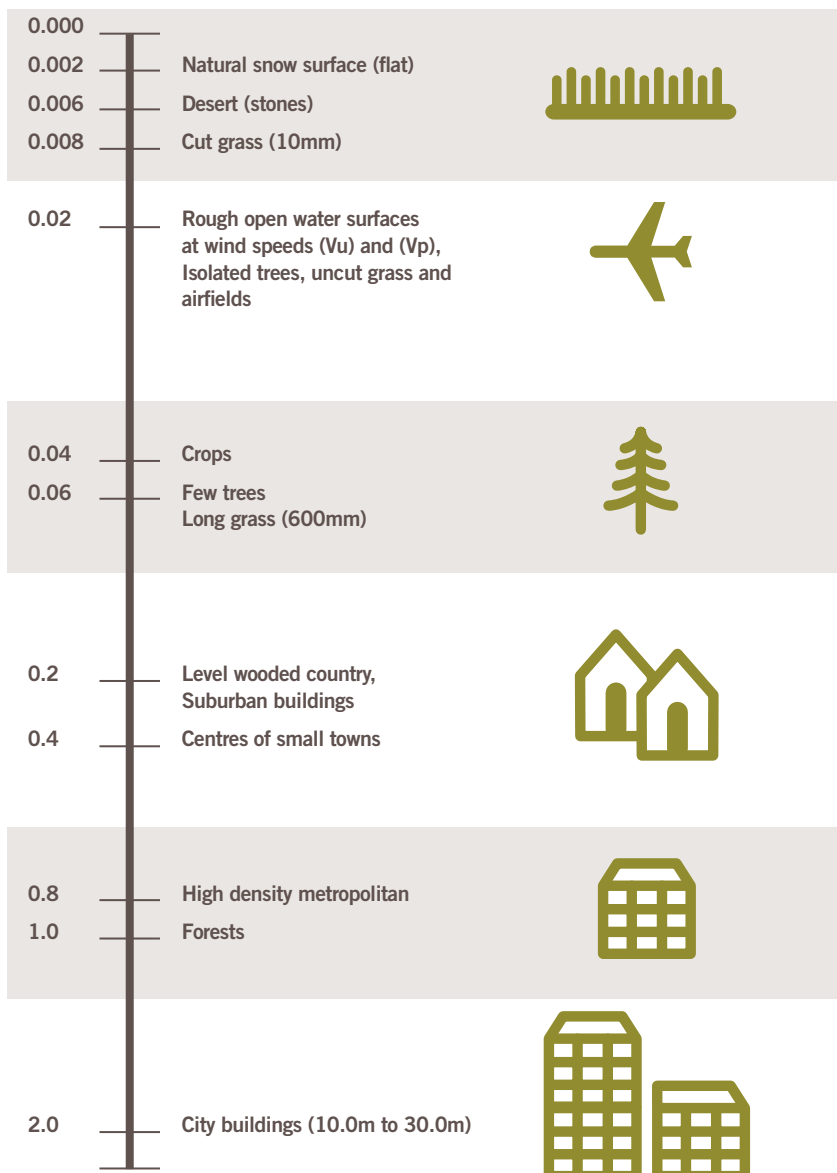 0.000
0.002 Natural snow surface (flat)
0.006 Desert (stones)
0.008 Cut grass (10mm)
0.02 Rough open water surfaces
at wind speeds (Vu) and (Vp),
Isolated trees, uncut grass and
airfields
0.04 Crops
0.06 Few trees
Long grass (600mm)
0.2 Level wooded country,
Suburban buildings
0.4 Centres of small towns
0.8 High density metropolitan
1.0 Forests
2.0 City buildings (10.0m to 30.0m)